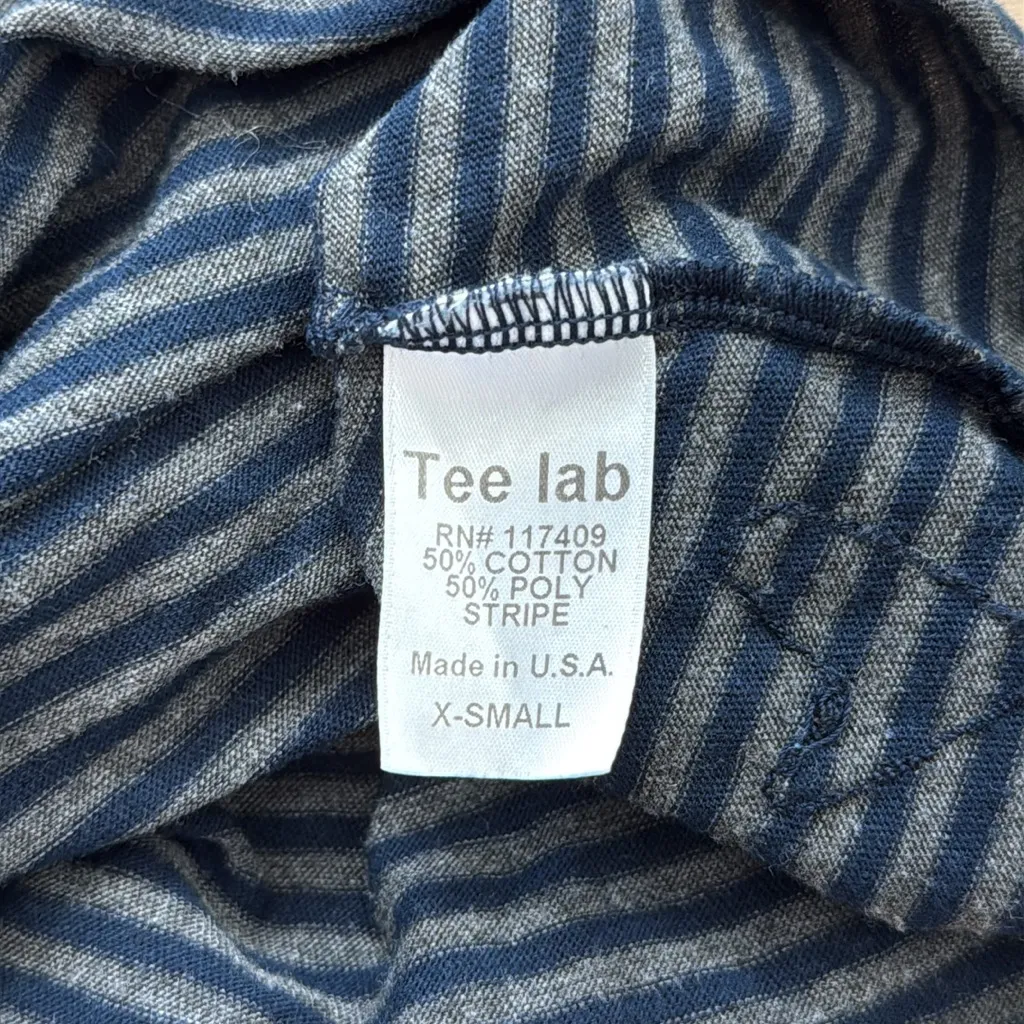 Tee lab
RN# 117409
50% COTTON
50% POLY
STRIPE
Made in U.S.A.
X-SMALL